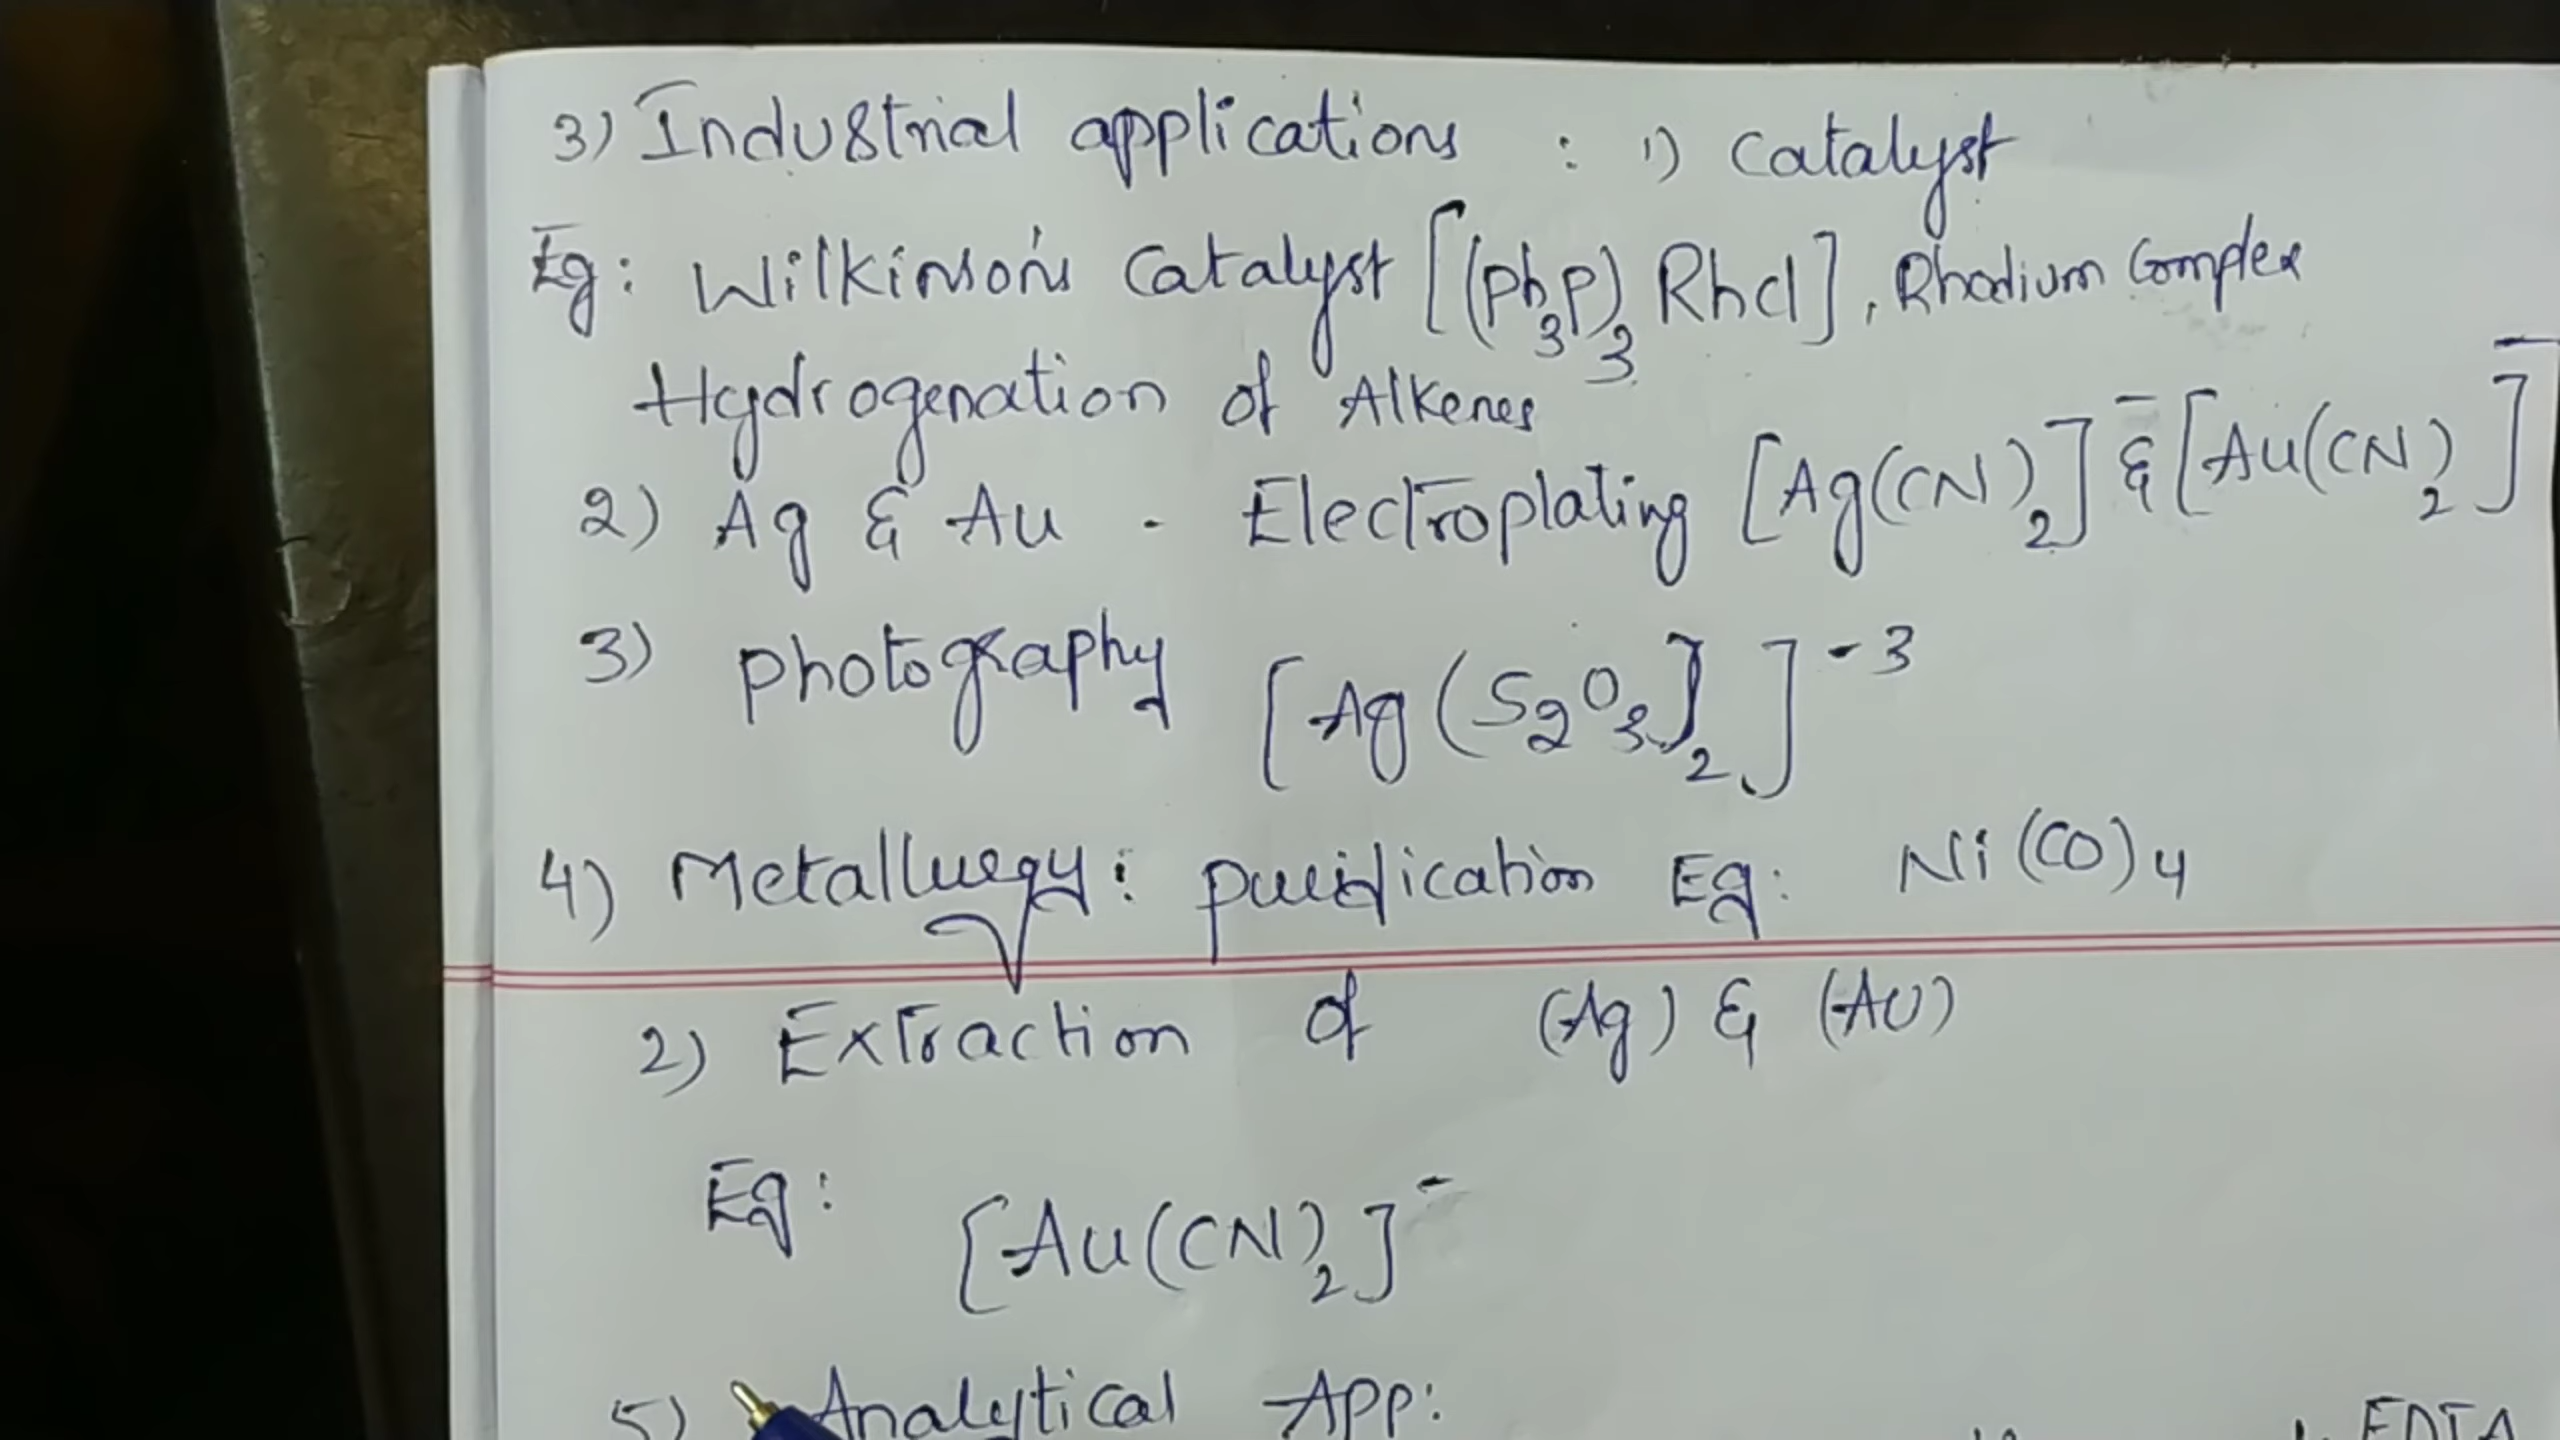 3) Industrial applications : 1) Catalyst
Eg: Wilkinson's Catalyst [(Ph3P)3 RhCl], Rhodium Complex
Hydrogenation of Alkenes
2) Ag & Au - Electroplating [Ag(CN)2]⁻ & [Au(CN)2]⁻
3) Photography [Ag(S2O3)2]⁻³
4) Metallurgy: purification Eg: Ni(CO)4
2) Extraction of (Ag) & (AU)
Eg: [Au(CN)2]⁻
5) Analytical APP: EDTA